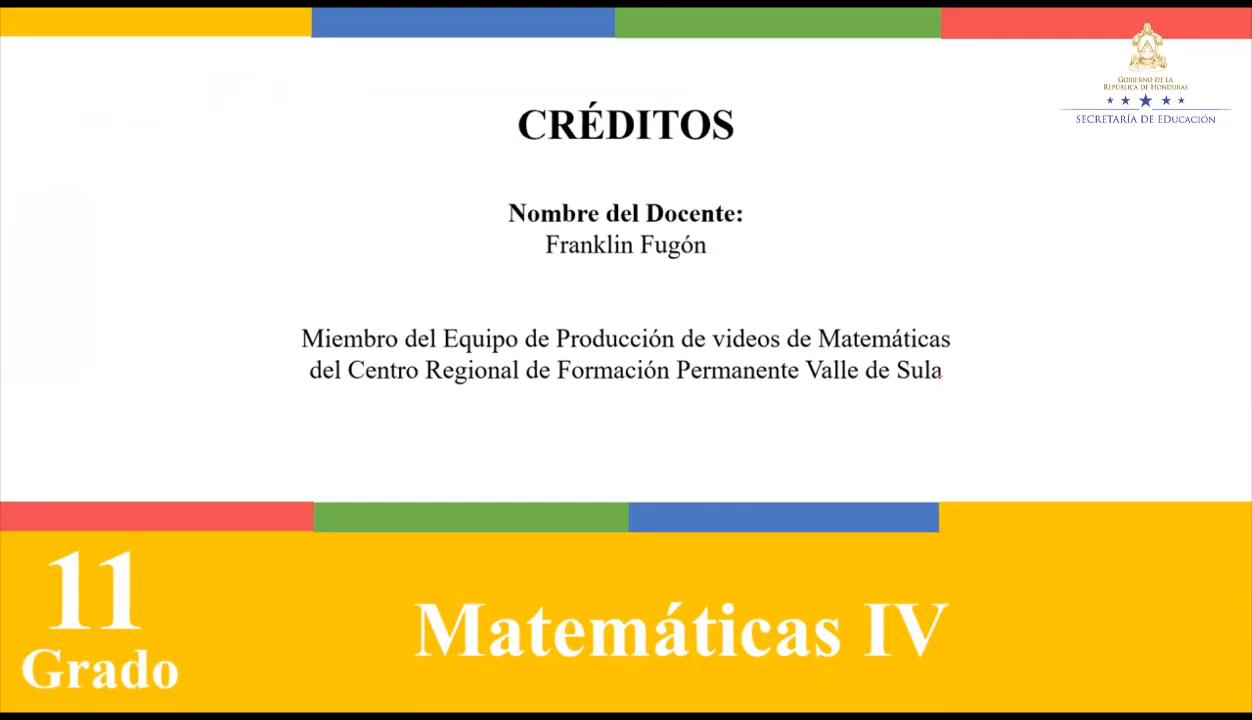 GOBIERNO DE LA
REPÚBLICA DE HONDURAS
SECRETARÍA DE EDUCACIÓN
CRÉDITOS
Nombre del Docente:
Franklin Fugón
Miembro del Equipo de Producción de videos de Matemáticas
del Centro Regional de Formación Permanente Valle de Sula
11
Grado
Matemáticas IV